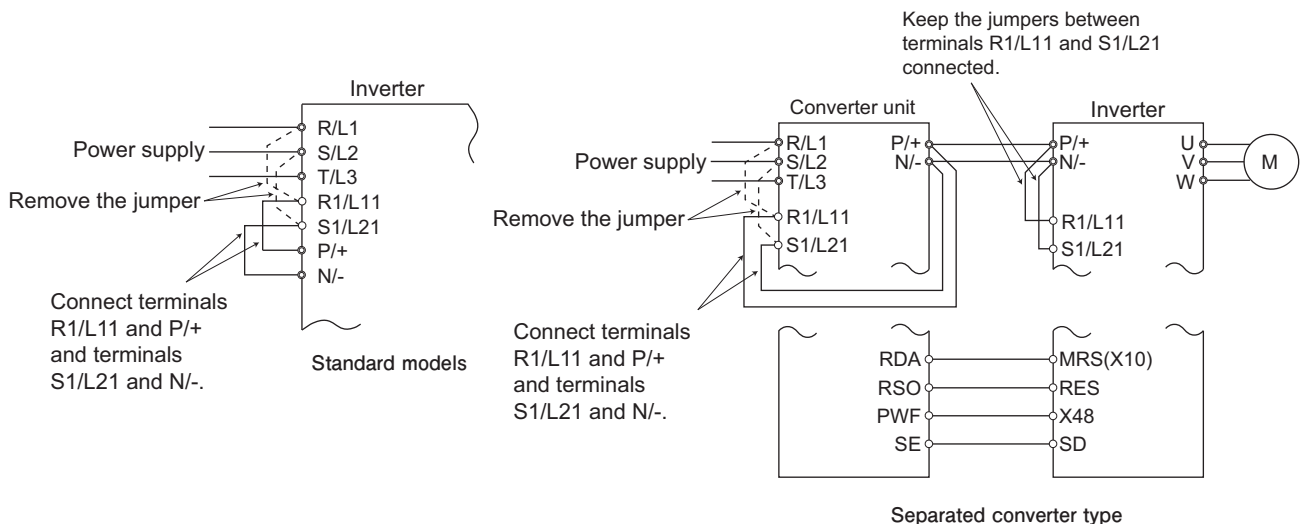 Inverter
R/L1
Power supply
S/L2
T/L3
Remove the jumper
R1/L11
S1/L21
P/+
N/-
Connect terminals
R1/L11 and P/+
and terminals
S1/L21 and N/-.
Standard models
Keep the jumpers between
terminals R1/L11 and S1/L21
connected.
Converter unit
Inverter
R/L1
P/+
P/+
U
Power supply
S/L2
N/-
N/-
V
M
T/L3
W
Remove the jumper
R1/L11
R1/L11
S1/L21
S1/L21
Connect terminals
R1/L11 and P/+
and terminals
S1/L21 and N/-.
RDA
MRS(X10)
RSO
RES
PWF
X48
SE
SD
Separated converter type